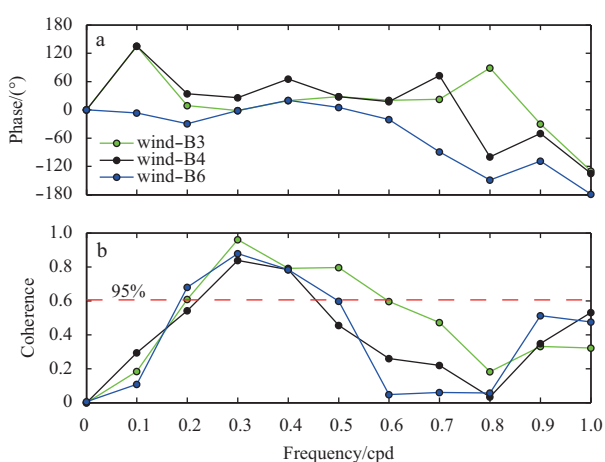 180
a
120
60
0
-60
-120
-180
Phase/(°)
wind-B3
wind-B4
wind-B6
1.0
b
0.8
95%
0.6
0.4
0.2
0
Coherence
0 0.1 0.2 0.3 0.4 0.5 0.6 0.7 0.8 0.9 1.0
Frequency/cpd